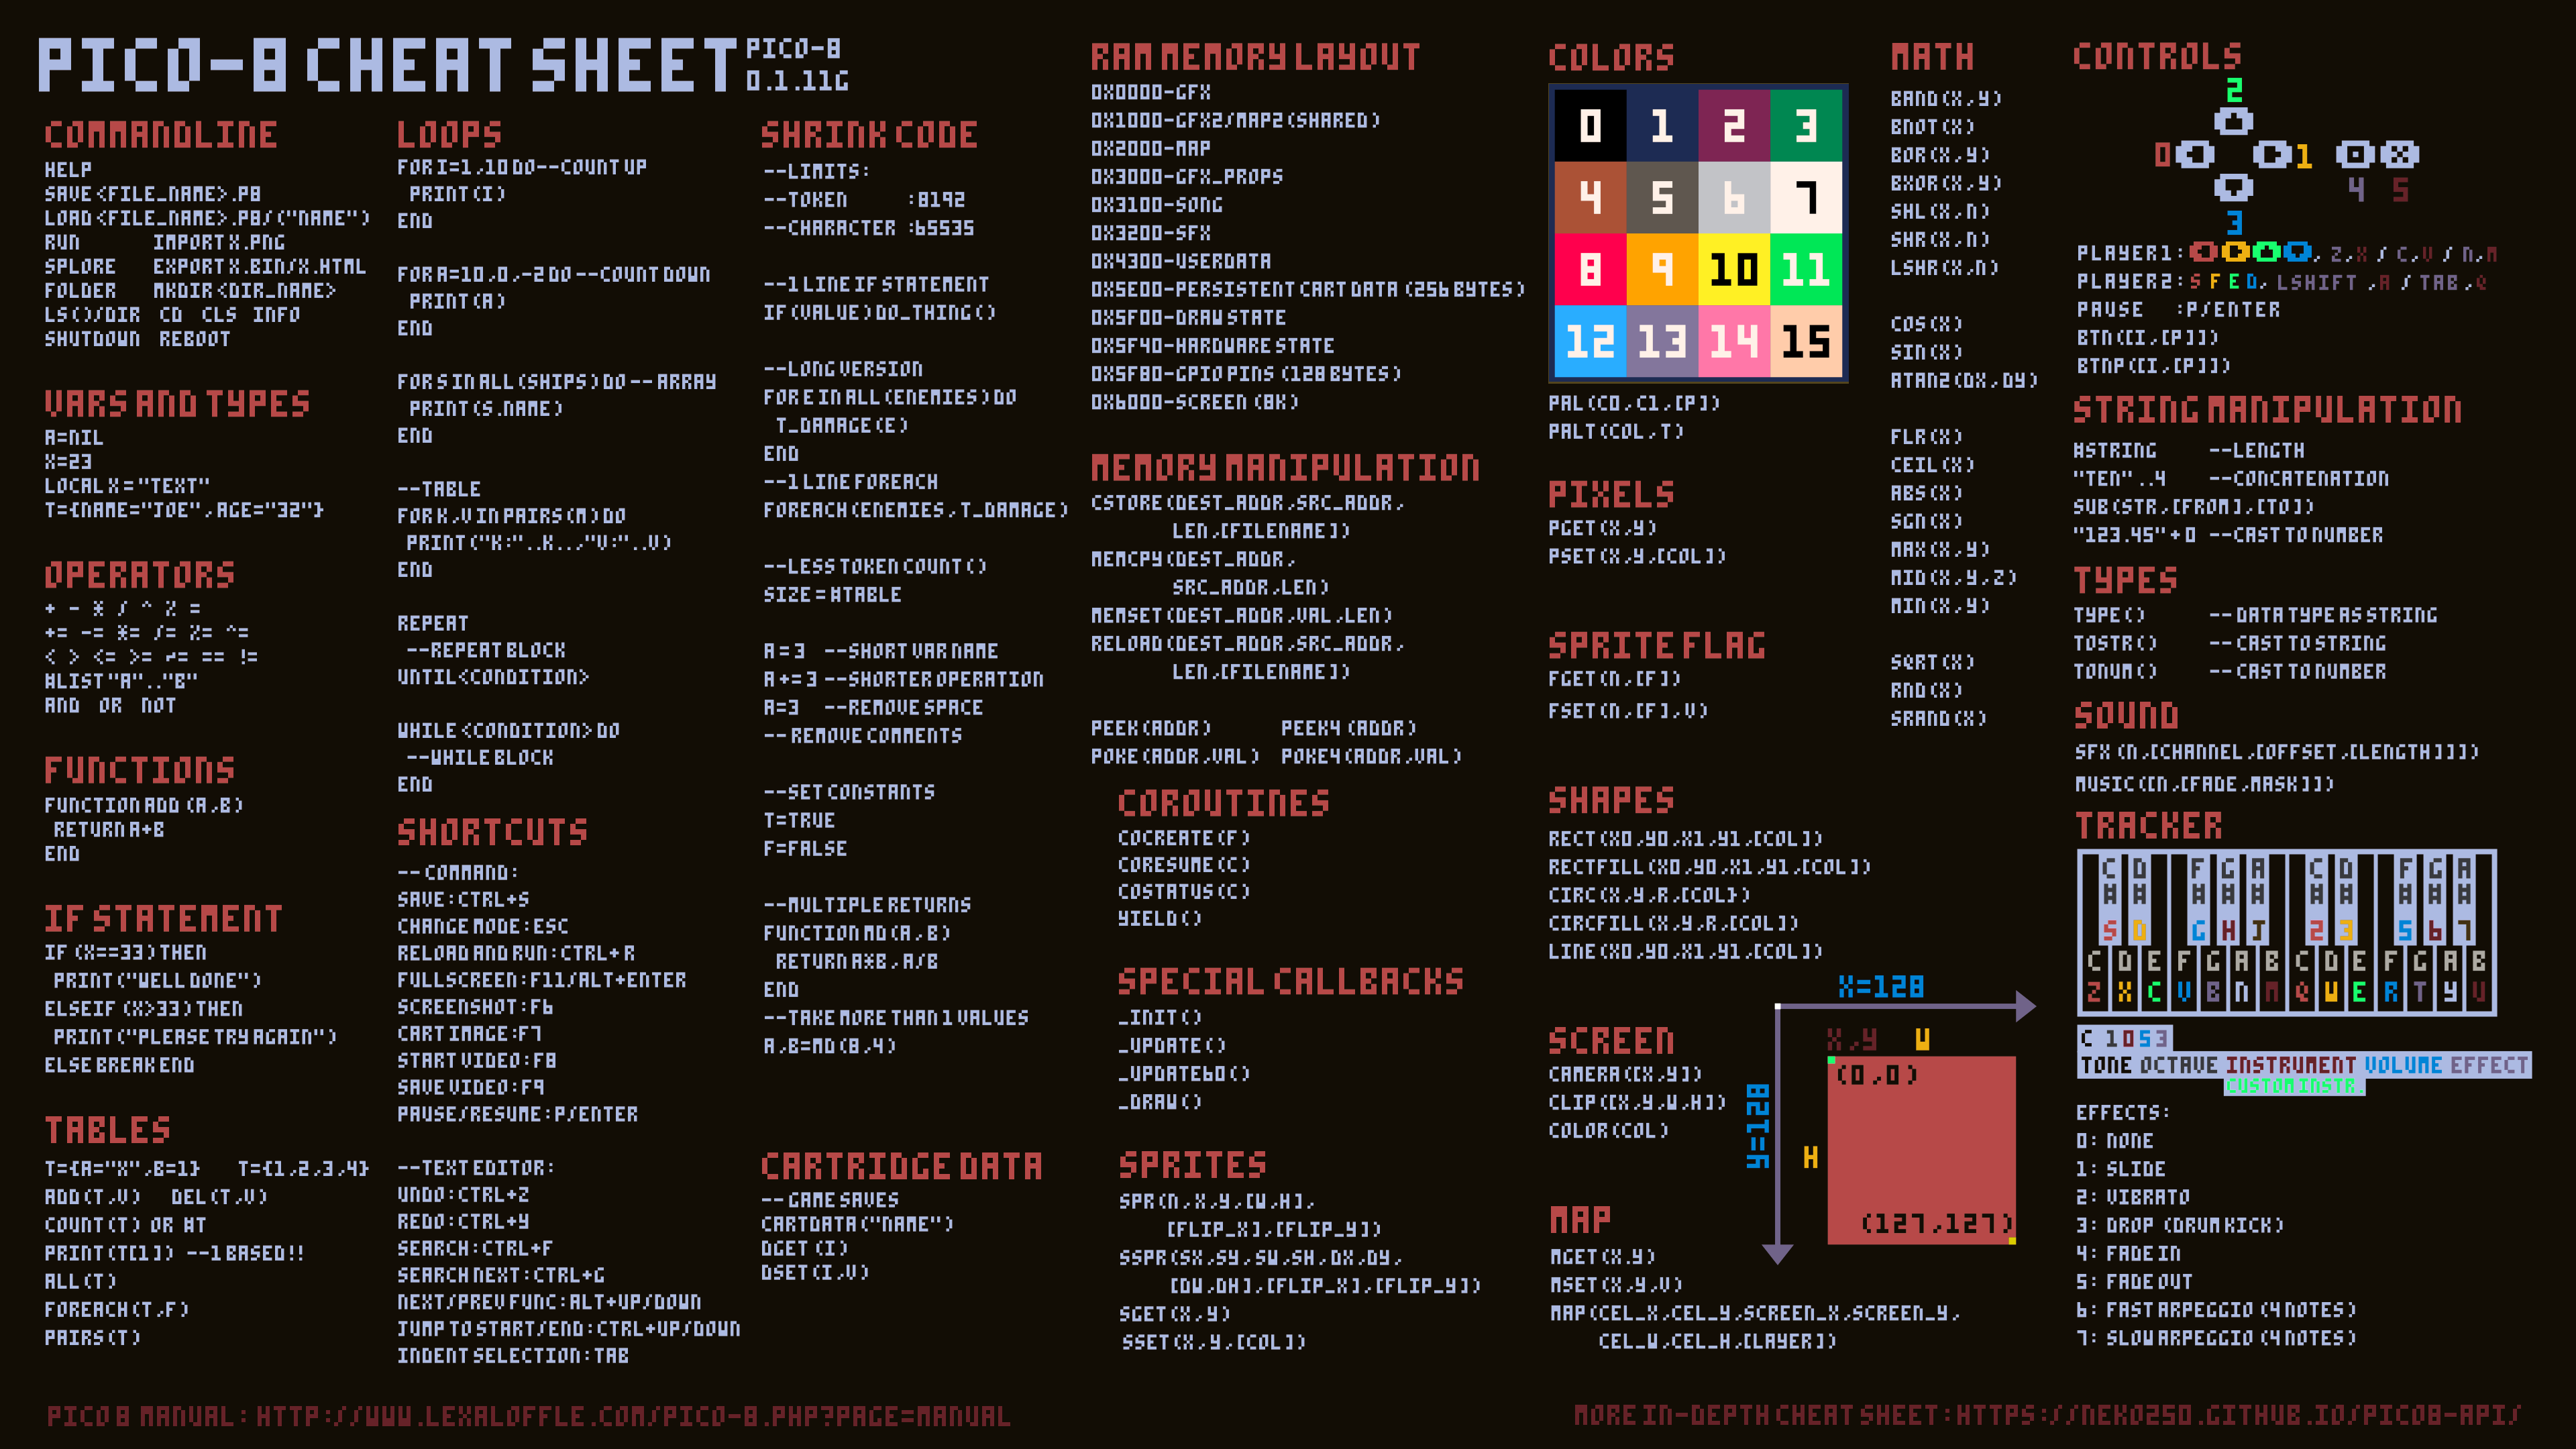 PICO-8 CHEAT SHEET
PICO-8
0.1.11G
COMMANDLINE
HELP
SAVE <FILE_NAME>.P8
LOAD <FILE_NAME>.P8/("NAME")
RUN IMPORT X.PNG
SPLORE EXPORT X.BIN/X.HTML
FOLDER MKDIR <DIR_NAME>
LS()/DIR CD CLS INFO
SHUTDOWN REBOOT
VARS AND TYPES
A=NIL
X=23
LOCAL X = "TEXT"
T={NAME="JOE", AGE="32"}
OPERATORS
+ - * / ^ % =
+= -= *= /= %= ^=
< > <= >= ~= == !=
#LIST "A".."B"
AND OR NOT
FUNCTIONS
FUNCTION ADD (A,B)
RETURN A+B
END
IF STATEMENT
IF (X==33) THEN
PRINT("WELL DONE")
ELSEIF (X>33) THEN
PRINT("PLEASE TRY AGAIN")
ELSE BREAK END
TABLES
T={A="X",B=1} T={1,2,3,4}
ADD(T,V) DEL(T,V)
COUNT(T) OR #T
PRINT(T[1]) --1 BASED!!
ALL(T)
FOREACH(T,F)
PAIRS(T)
LOOPS
FOR I=1,10 DO--COUNT UP
PRINT(I)
END
FOR A=10,0,-2 DO --COUNT DOWN
PRINT(A)
END
FOR S IN ALL(SHIPS) DO -- ARRAY
PRINT(S.NAME)
END
--TABLE
FOR K,V IN PAIRS(M) DO
PRINT("K:"..K..,"V:"..V)
END
REPEAT
--REPEAT BLOCK
UNTIL <CONDITION>
WHILE <CONDITION> DO
--WHILE BLOCK
END
SHORTCUTS
-- COMMAND:
SAVE:CTRL+S
CHANGE MODE:ESC
RELOAD AND RUN:CTRL+ R
FULLSCREEN:F11/ALT+ENTER
SCREENSHOT:F6
CART IMAGE:F7
START VIDEO:F8
SAVE VIDEO:F9
PAUSE/RESUME:P/ENTER
--TEXT EDITOR:
UNDO:CTRL+Z
REDO:CTRL+Y
SEARCH:CTRL+F
SEARCH NEXT:CTRL+G
NEXT/PREV FUNC:ALT+UP/DOWN
JUMP TO START/END:CTRL+UP/DOWN
INDENT SELECTION:TAB
SHRINK CODE
--LIMITS:
--TOKEN :8192
--CHARACTER :65535
--1 LINE IF STATEMENT
IF(VALUE)DO_THING()
--LONG VERSION
FOR E IN ALL(ENEMIES) DO
T_DAMAGE(E)
END
--1 LINE FOREACH
FOREACH(ENEMIES,T_DAMAGE)
--LESS TOKEN COUNT()
SIZE = #TABLE
A = 3 --SHORT VAR NAME
A += 3 --SHORTER OPERATION
A=3 --REMOVE SPACE
-- REMOVE COMMENTS
--SET CONSTANTS
T=TRUE
F=FALSE
--MULTIPLE RETURNS
FUNCTION MD(A,B)
RETURN A*B,A/B
END
--TAKE MORE THAN 1 VALUES
A,B=MD(8,4)
CARTRIDGE DATA
-- GAME SAVES
CARTDATA("NAME")
DGET (I)
DSET(I,V)
RAM MEMORY LAYOUT
0X0000-GFX
0X1000-GFX2/MAP2(SHARED)
0X2000-MAP
0X3000-GFX_PROPS
0X3100-SONG
0X3200-SFX
0X4300-USERDATA
0X5E00-PERSISTENT CART DATA (256 BYTES)
0X5F00-DRAW STATE
0X5F40-HARDWARE STATE
0X5F80-GPIO PINS (128 BYTES)
0X6000-SCREEN (8K)
MEMORY MANIPULATION
CSTORE(DEST_ADDR,SRC_ADDR,
LEN,[FILENAME])
MEMCPY(DEST_ADDR,
SRC_ADDR,LEN)
MEMSET(DEST_ADDR,VAL,LEN)
RELOAD(DEST_ADDR,SRC_ADDR,
LEN,[FILENAME])
PEEK(ADDR) PEEK4 (ADDR)
POKE(ADDR,VAL) POKE4(ADDR,VAL)
COROUTINES
COCREATE(F)
CORESUME(C)
COSTATUS(C)
YIELD()
SPECIAL CALLBACKS
_INIT()
_UPDATE()
_UPDATE60()
_DRAW()
SPRITES
SPR(N,X,Y,[W,H],
[FLIP_X],[FLIP_Y])
SSPR(SX,SY,SW,SH,DX,DY,
[DW,DH],[FLIP_X],[FLIP_Y])
SGET(X,Y)
SSET(X,Y,[COL])
COLORS
0 1 2 3
4 5 6 7
8 9 10 11
12 13 14 15
PAL(C0,C1,[P])
PALT(COL,T)
PIXELS
PGET(X,Y)
PSET(X,Y,[COL])
SPRITE FLAG
FGET(N,[F])
FSET(N,[F],V)
SHAPES
RECT(X0,Y0,X1,Y1,[COL])
RECTFILL(X0,Y0,X1,Y1,[COL])
CIRC(X,Y,R,[COL})
CIRCFILL(X,Y,R,[COL])
LINE(X0,Y0,X1,Y1,[COL])
SCREEN
CAMERA([X,Y])
CLIP([X,Y,W,H])
COLOR(COL)
X=128
Y=128
X,Y W
H
(0,0)
(127,127)
MAP
MGET(X.Y)
MSET(X,Y,V)
MAP(CEL_X,CEL_Y,SCREEN_X,SCREEN_Y,
CEL_W,CEL_H,[LAYER])
MATH
BAND(X,Y)
BNOT(X)
BOR(X,Y)
BXOR(X,Y)
SHL(X,N)
SHR(X,N)
LSHR(X,N)
COS(X)
SIN(X)
ATAN2(DX,DY)
FLR(X)
CEIL(X)
ABS(X)
SGN(X)
MAX(X,Y)
MID(X,Y,Z)
MIN(X,Y)
SQRT(X)
RND(X)
SRAND(X)
CONTROLS
2
0 1
3
4 5
PLAYER1: , Z,X / C,V / N,M
PLAYER2:S F E D, LSHIFT ,A / TAB ,Q
PAUSE :P/ENTER
BTN([I,[P]])
BTNP([I,[P]])
STRING MANIPULATION
#STRING --LENGTH
"TEN"..4 --CONCATENATION
SUB(STR,[FROM],[TO])
"123.45"+0 --CAST TO NUMBER
TYPES
TYPE() -- DATA TYPE AS STRING
TOSTR() -- CAST TO STRING
TONUM() -- CAST TO NUMBER
SOUND
SFX (N,[CHANNEL,[OFFSET,[LENGTH]]])
MUSIC([N,[FADE,MASK]])
TRACKER
C D F G A C D F G A
# # # # # # # # # #
S D G H J 2 3 5 6 7
C D E F G A B C D E F G A B
Z X C V B N M Q W E R T Y U
C 1053
TONE OCTAVE INSTRUMENT VOLUME EFFECT
CUSTOM INSTR.
EFFECTS:
0: NONE
1: SLIDE
2: VIBRATO
3: DROP (DRUM KICK)
4: FADE IN
5: FADE OUT
6: FAST ARPEGGIO (4 NOTES)
7: SLOW ARPEGGIO (4 NOTES)
PICO 8 MANUAL: HTTP://WWW.LEXALOFFLE.COM/PICO-8.PHP?PAGE=MANUAL
MORE IN-DEPTH CHEAT SHEET:HTTPS://NEKO250.GITHUB.IO/PICO8-API/